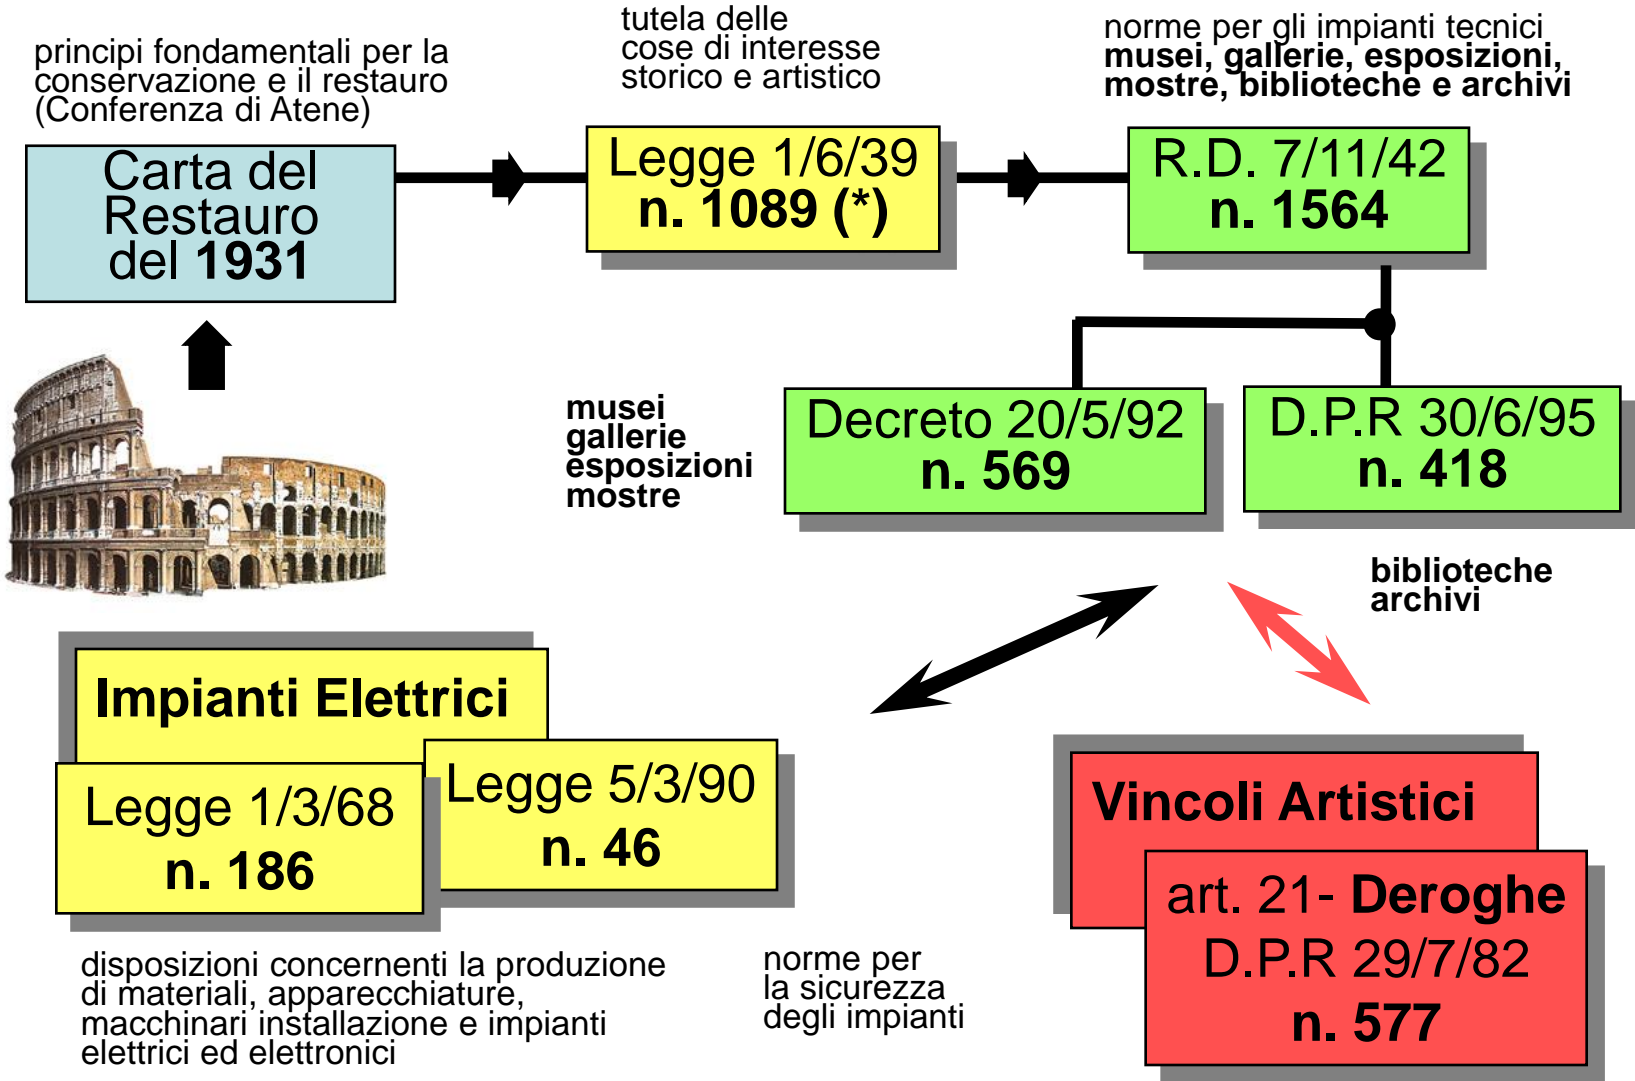 principi fondamentali per la
conservazione e il restauro
(Conferenza di Atene)
tutela delle
cose di interesse
storico e artistico
norme per gli impianti tecnici
musei, gallerie, esposizioni,
mostre, biblioteche e archivi
Carta del
Restauro
del 1931
Legge 1/6/39
n. 1089 (*)
R.D. 7/11/42
n. 1564
musei
gallerie
esposizioni
mostre
Decreto 20/5/92
n. 569
D.P.R 30/6/95
n. 418
biblioteche
archivi
Impianti Elettrici
Legge 1/3/68
n. 186
Legge 5/3/90
n. 46
Vincoli Artistici
art. 21- Deroghe
D.P.R 29/7/82
n. 577
disposizioni concernenti la produzione
di materiali, apparecchiature,
macchinari installazione e impianti
elettrici ed elettronici
norme per
la sicurezza
degli impianti